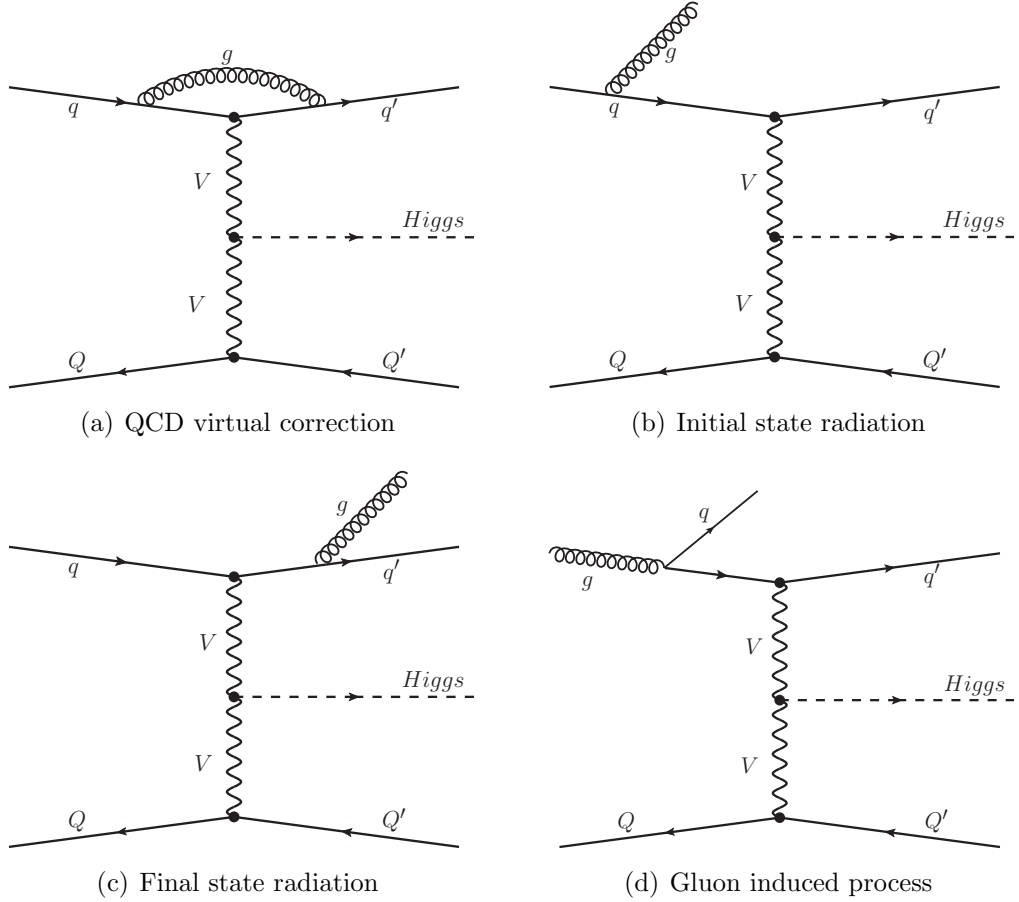 g
q
q'
V
Higgs
V
Q
Q'
(a) QCD virtual correction
g
q
q'
V
Higgs
V
Q
Q'
(b) Initial state radiation
g
q
q'
V
Higgs
V
Q
Q'
(c) Final state radiation
q
g
q'
V
Higgs
V
Q
Q'
(d) Gluon induced process